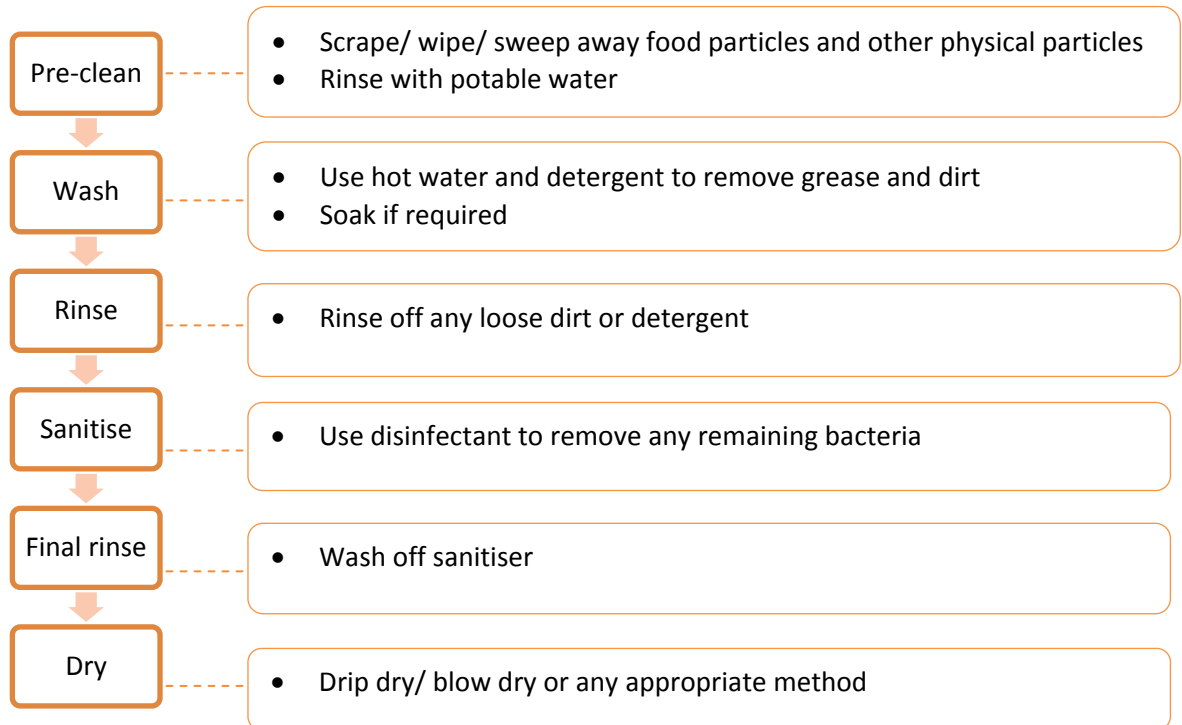 Pre-clean
• Scrape/ wipe/ sweep away food particles and other physical particles
• Rinse with potable water
Wash
• Use hot water and detergent to remove grease and dirt
• Soak if required
Rinse
• Rinse off any loose dirt or detergent
Sanitise
• Use disinfectant to remove any remaining bacteria
Final rinse
• Wash off sanitiser
Dry
• Drip dry/ blow dry or any appropriate method